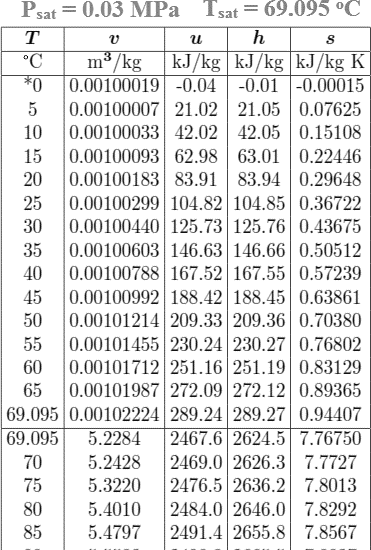 P_sat = 0.03 MPa T_sat = 69.095 °C
T v u h s
°C m³/kg kJ/kg kJ/kg kJ/kg K
*0 0.00100019 -0.04 -0.01 -0.00015
5 0.00100007 21.02 21.05 0.07625
10 0.00100033 42.02 42.05 0.15108
15 0.00100093 62.98 63.01 0.22446
20 0.00100183 83.91 83.94 0.29648
25 0.00100299 104.82 104.85 0.36722
30 0.00100440 125.73 125.76 0.43675
35 0.00100603 146.63 146.66 0.50512
40 0.00100788 167.52 167.55 0.57239
45 0.00100992 188.42 188.45 0.63861
50 0.00101214 209.33 209.36 0.70380
55 0.00101455 230.24 230.27 0.76802
60 0.00101712 251.16 251.19 0.83129
65 0.00101987 272.09 272.12 0.89365
69.095 0.00102224 289.24 289.27 0.94407
69.095 5.2284 2467.6 2624.5 7.76750
70 5.2428 2469.0 2626.3 7.7727
75 5.3220 2476.5 2636.2 7.8013
80 5.4010 2484.0 2646.0 7.8292
85 5.4797 2491.4 2655.8 7.8567